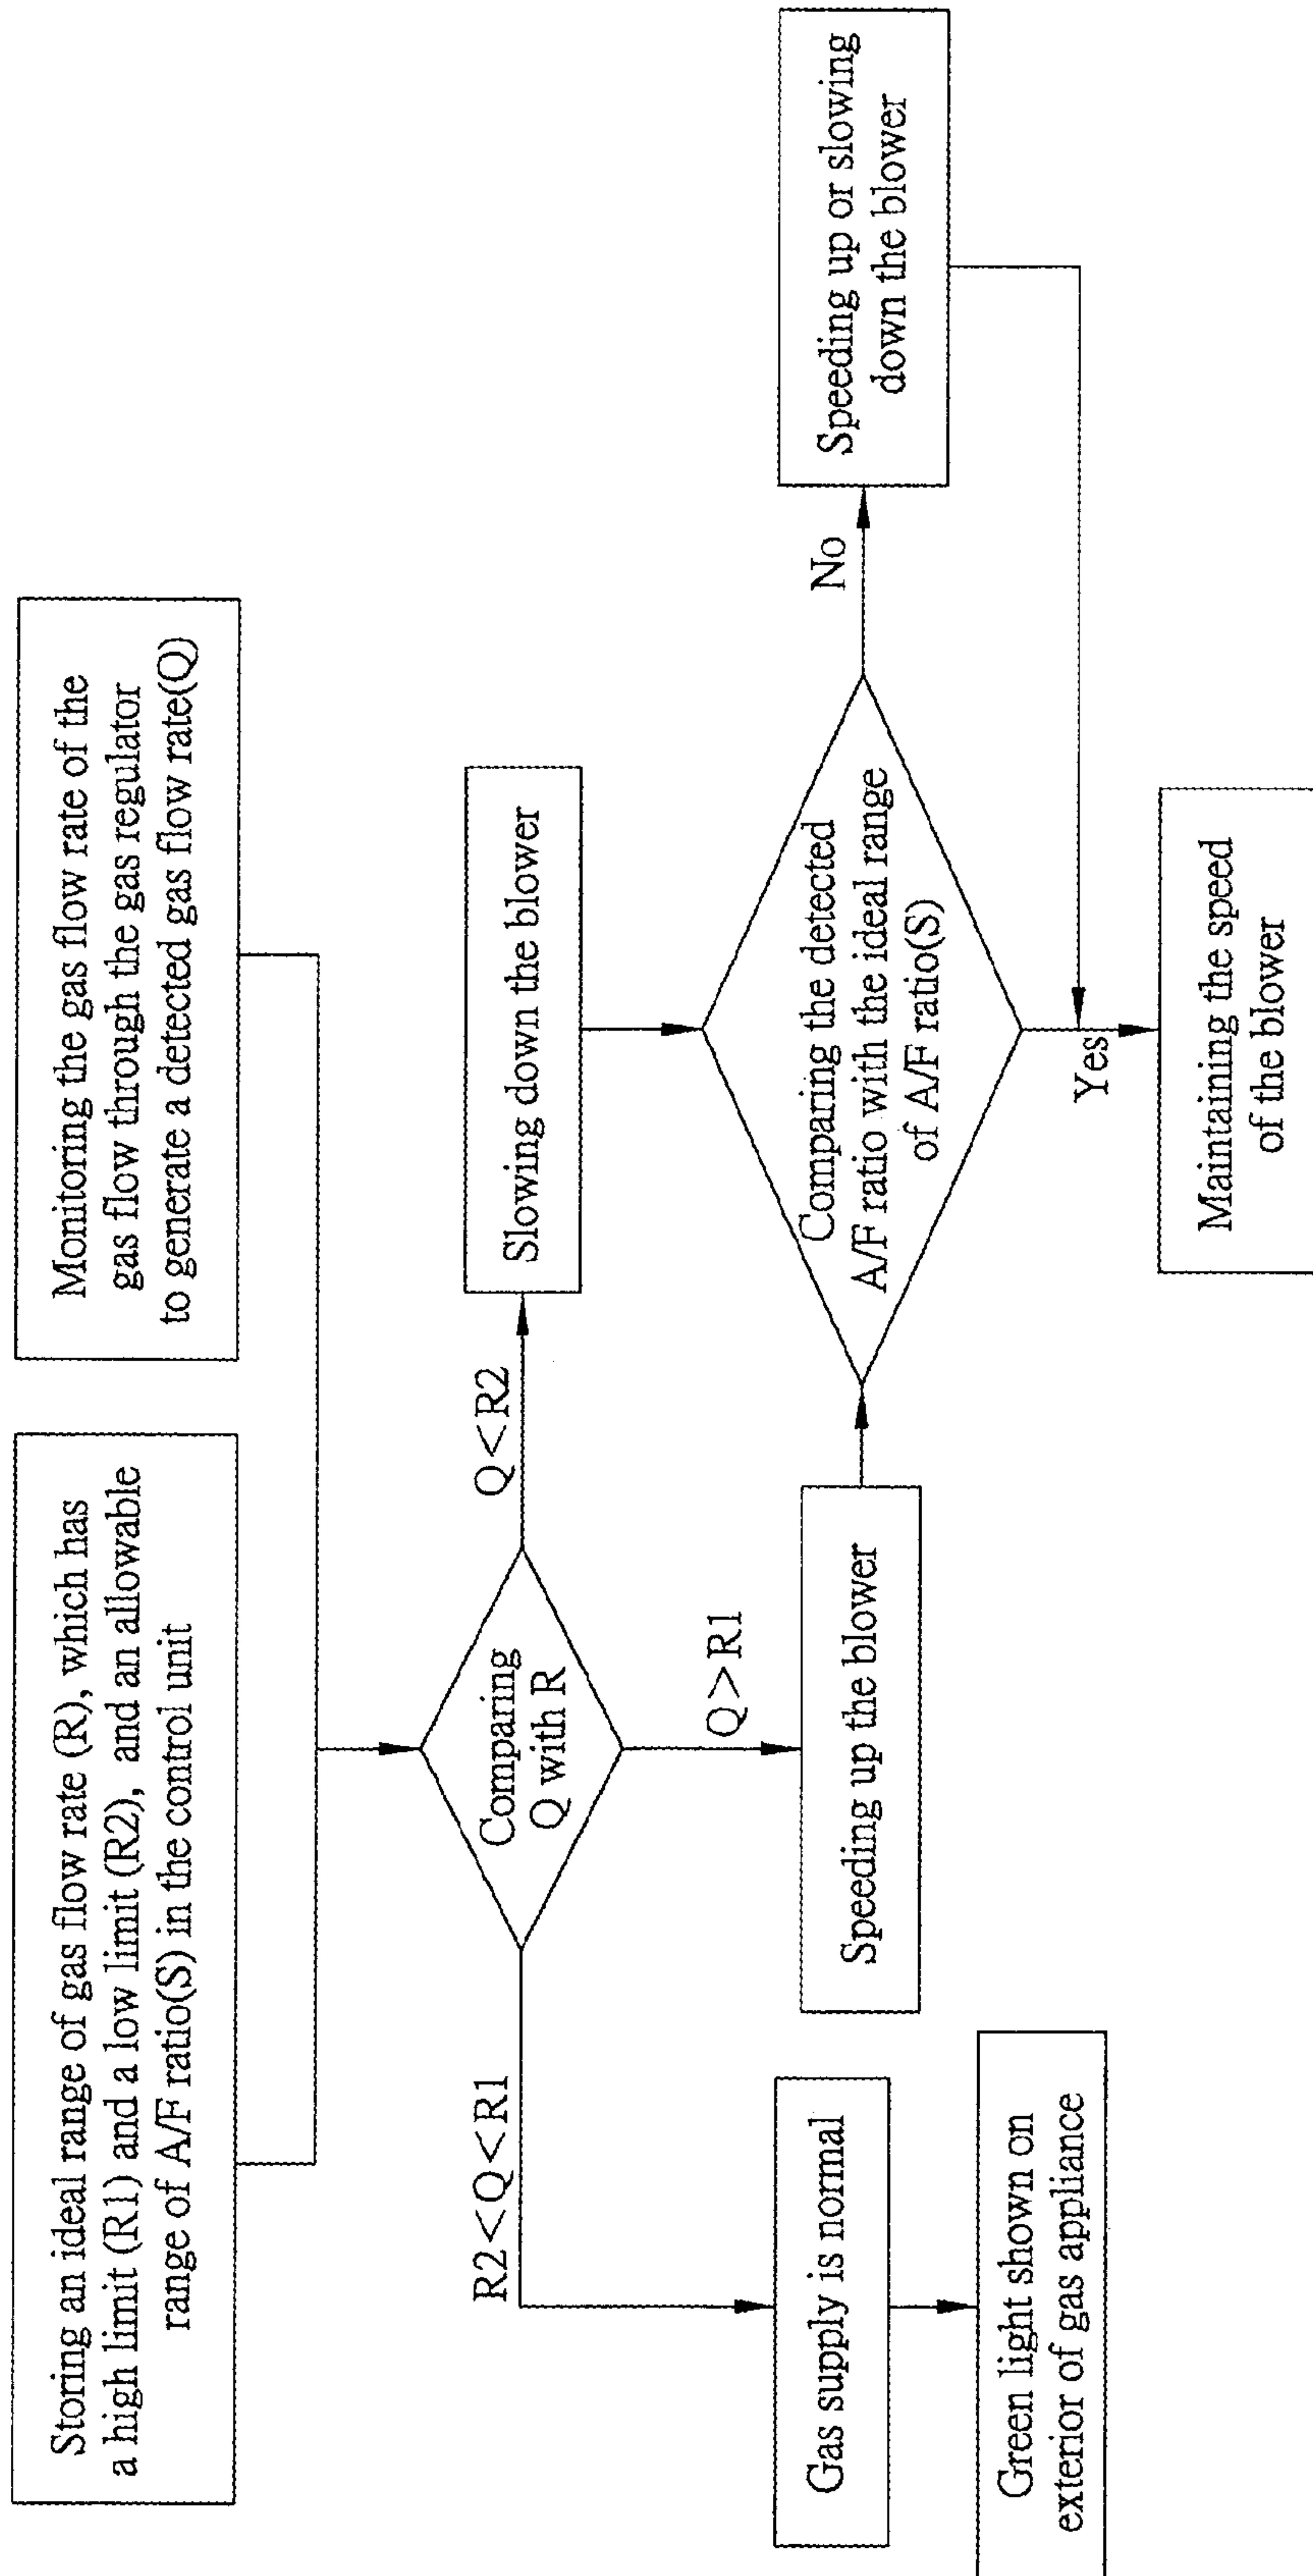 Storing an ideal range of gas flow rate (R), which has
a high limit (R1) and a low limit (R2), and an allowable
range of A/F ratio(S) in the control unit
Monitoring the gas flow rate of the
gas flow through the gas regulator
to generate a detected gas flow rate(Q)
Comparing
Q with R
R2<Q<R1
Q<R2
Q>R1
Slowing down the blower
Gas supply is normal
Speeding up the blower
Comparing the detected
A/F ratio with the ideal range
of A/F ratio(S)
No
Speeding up or slowing
down the blower
Yes
Green light shown on
exterior of gas appliance
Maintaining the speed
of the blower